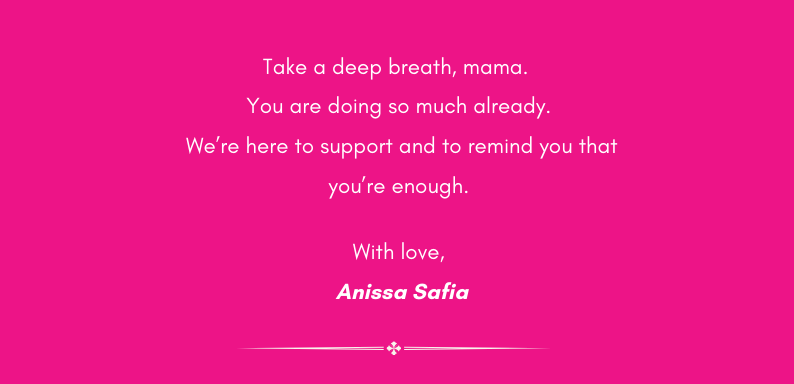 Take a deep breath, mama.
You are doing so much already.
We’re here to support and to remind you that
you’re enough.
With love,
Anissa Safia